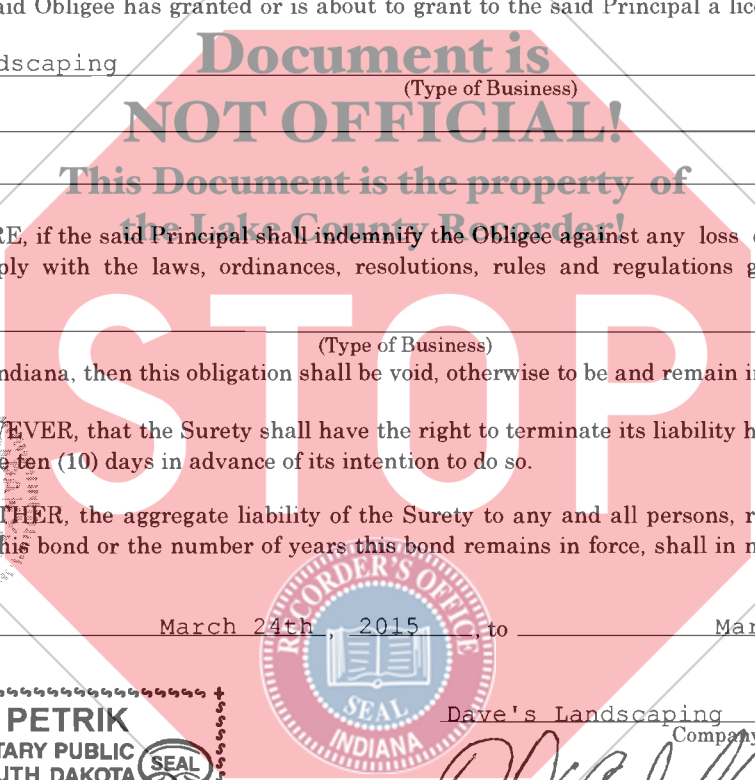 aid Obligee has granted or is about to grant to the said Principal a lic
Document is
dscaping
(Type of Business)
NOT OFFICIAL!
This Document is the property of
the Lake County Recorder!
RE, if the said Principal shall indemnify the Obligee against any loss
ply with the laws, ordinances, resolutions, rules and regulations g
STOP
(Type of Business)
ndiana, then this obligation shall be void, otherwise to be and remain i
VEVER, that the Surety shall have the right to terminate its liability h
e ten (10) days in advance of its intention to do so.
THER, the aggregate liability of the Surety to any and all persons, r
his bond or the number of years this bond remains in force, shall in n
RECORDER'S OFFICE
March 24th, 2015, to Mar
SEAL
INDIANA
PETRIK
TARY PUBLIC
UTH DAKOTA
SEAL
Dave's Landscaping
Company